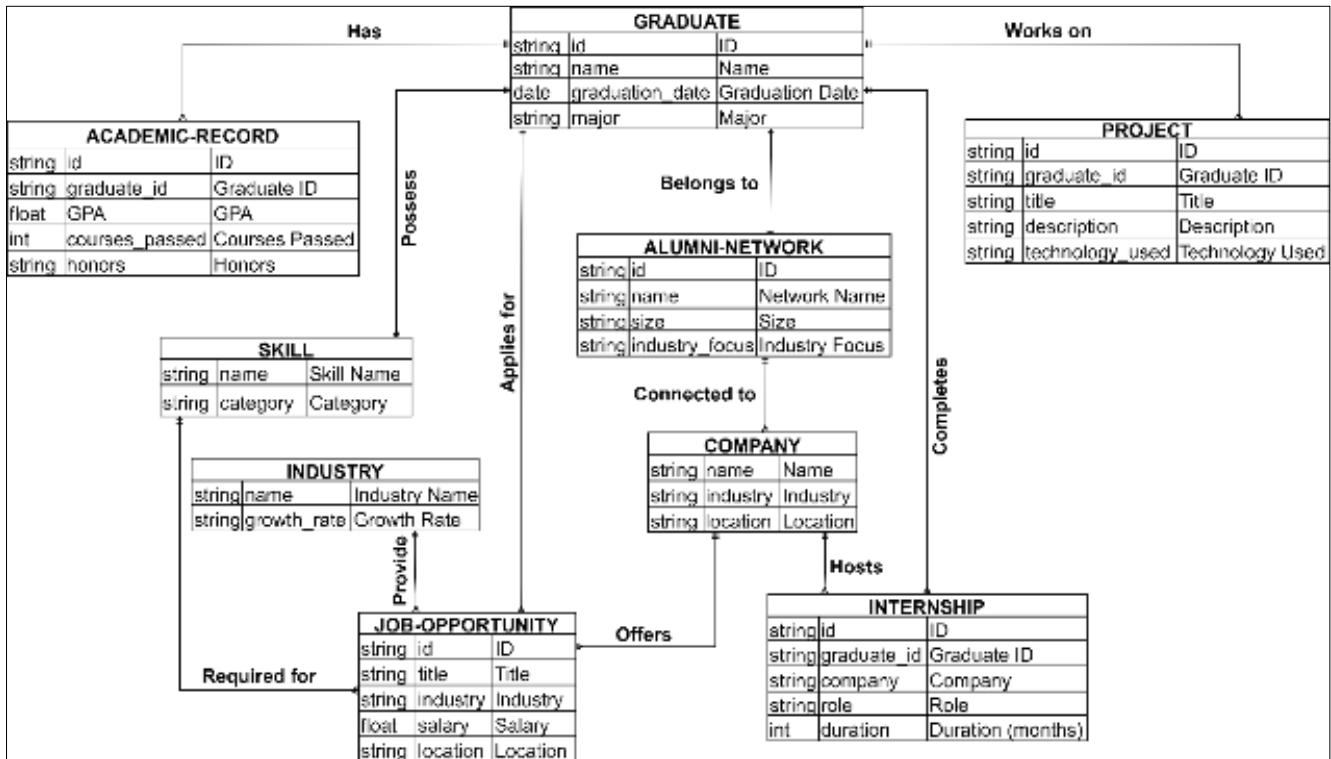 GRADUATE
string id ID
string name Name
date graduation_date Graduation Date
string major Major
Has
Works on
ACADEMIC-RECORD
string id ID
string graduate_id Graduate ID
float GPA GPA
int courses_passed Courses Passed
string honors Honors
PROJECT
string id ID
string graduate_id Graduate ID
string title Title
string description Description
string technology_used Technology Used
Possess
Belongs to
Applies for
Completes
ALUMNI-NETWORK
string id ID
string name Network Name
string size Size
string industry_focus Industry Focus
SKILL
string name Skill Name
string category Category
Connected to
COMPANY
string name Name
string industry Industry
string location Location
INDUSTRY
string name Industry Name
string growth_rate Growth Rate
Provide
Hosts
Offers
Required for
JOB-OPPORTUNITY
string id ID
string title Title
string industry Industry
float salary Salary
string location Location
INTERNSHIP
string id ID
string graduate_id Graduate ID
string company Company
string role Role
int duration Duration (months)